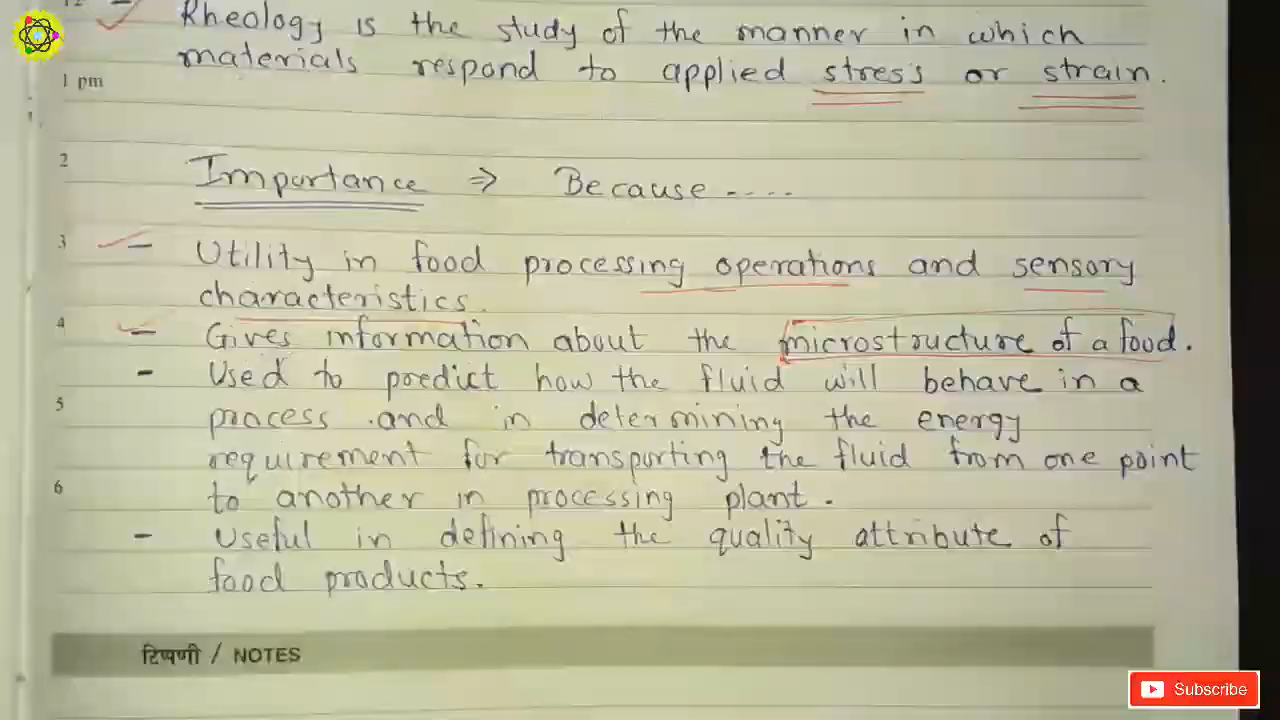 Rheology is the study of the manner in which
materials respond to applied stress or strain.
1 pm
2
Importance ⇒ Because ....
3
- Utility in food processing operations and sensory
characteristics.
4
- Gives information about the microstructure of a food.
- Used to predict how the fluid will behave in a
5
process and in determining the energy
requirement for transporting the fluid from one point
6
to another in processing plant.
- Useful in defining the quality attribute of
food products.
टिप्पणी / NOTES
Subscribe